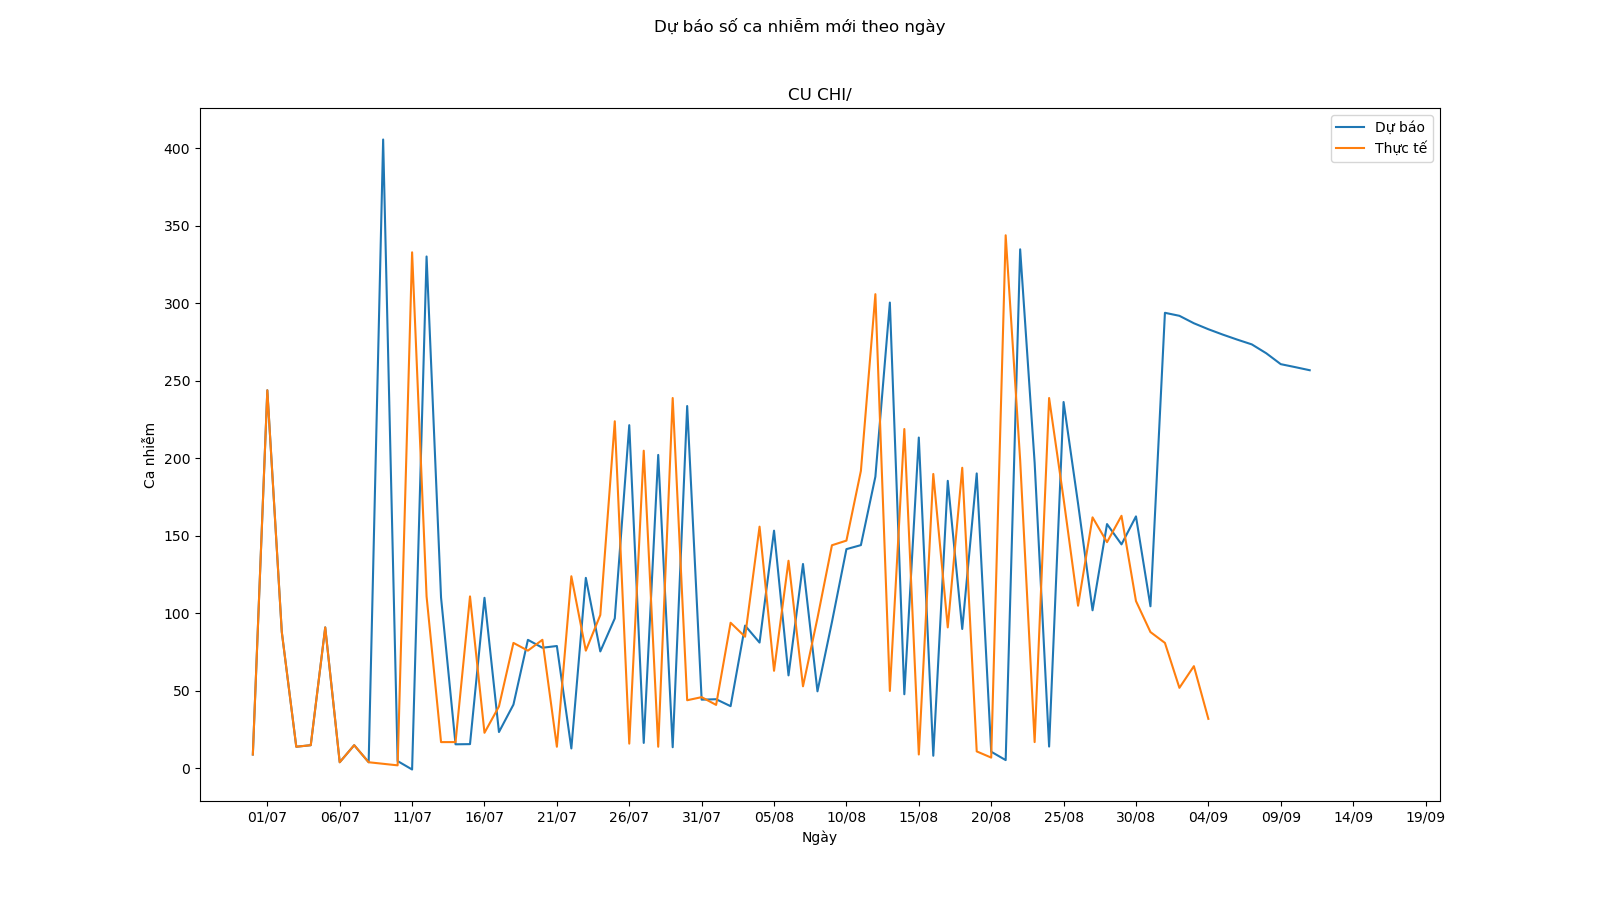 Dự báo số ca nhiễm mới theo ngày
CU CHI/
Dự báo
Thực tế
400
350
300
250
200
150
100
50
0
Ca nhiễm
01/07 06/07 11/07 16/07 21/07 26/07 31/07 05/08 10/08 15/08 20/08 25/08 30/08 04/09 09/09 14/09 19/09
Ngày